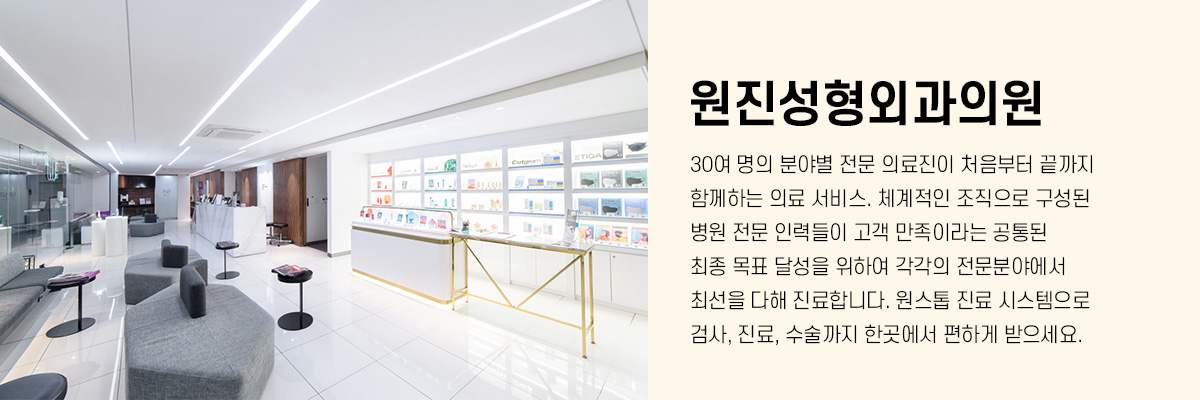 원진성형외과의원
30여 명의 분야별 전문 의료진이 처음부터 끝까지
함께하는 의료 서비스. 체계적인 조직으로 구성된
병원 전문 인력들이 고객 만족이라는 공통된
최종 목표 달성을 위하여 각각의 전문분야에서
최선을 다해 진료합니다. 원스톱 진료 시스템으로
검사, 진료, 수술까지 한곳에서 편하게 받으세요.